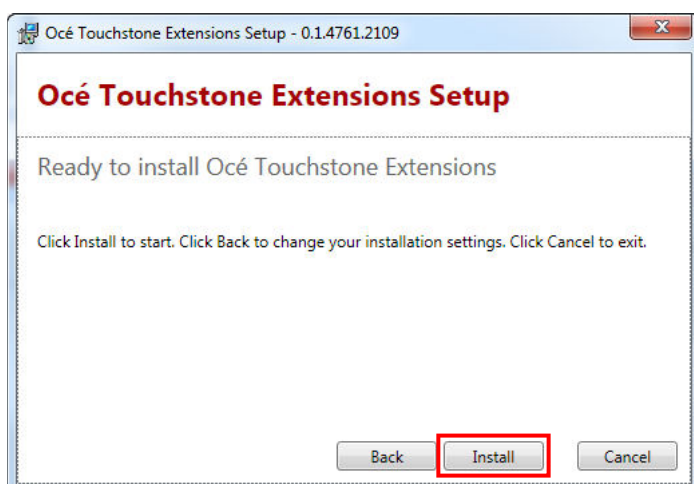 Océ Touchstone Extensions Setup - 0.1.4761.2109
Océ Touchstone Extensions Setup
Ready to install Océ Touchstone Extensions
Click Install to start. Click Back to change your installation settings. Click Cancel to exit.
Back Install Cancel